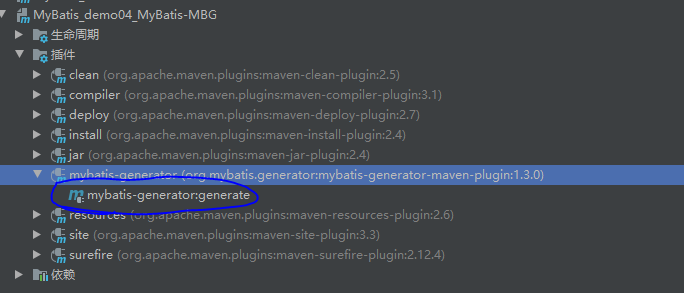 MyBatis_demo04_MyBatis-MBG
生命周期
插件
clean (org.apache.maven.plugins:maven-clean-plugin:2.5)
compiler (org.apache.maven.plugins:maven-compiler-plugin:3.1)
deploy (org.apache.maven.plugins:maven-deploy-plugin:2.7)
install (org.apache.maven.plugins:maven-install-plugin:2.4)
jar (org.apache.maven.plugins:maven-jar-plugin:2.4)
mybatis-generator (org.mybatis.generator:mybatis-generator-maven-plugin:1.3.0)
mybatis-generator:generate
resources (org.apache.maven.plugins:maven-resources-plugin:2.6)
site (org.apache.maven.plugins:maven-site-plugin:3.3)
surefire (org.apache.maven.plugins:maven-surefire-plugin:2.12.4)
依赖